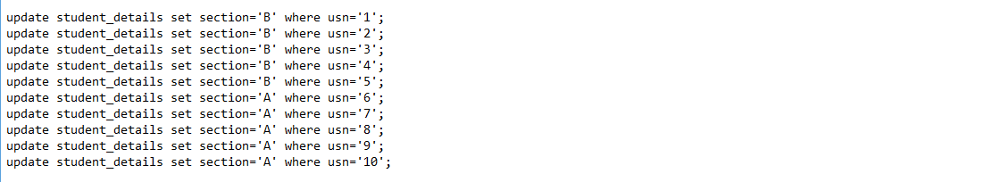 update student_details set section='B' where usn='1';
update student_details set section='B' where usn='2';
update student_details set section='B' where usn='3';
update student_details set section='B' where usn='4';
update student_details set section='B' where usn='5';
update student_details set section='A' where usn='6';
update student_details set section='A' where usn='7';
update student_details set section='A' where usn='8';
update student_details set section='A' where usn='9';
update student_details set section='A' where usn='10';